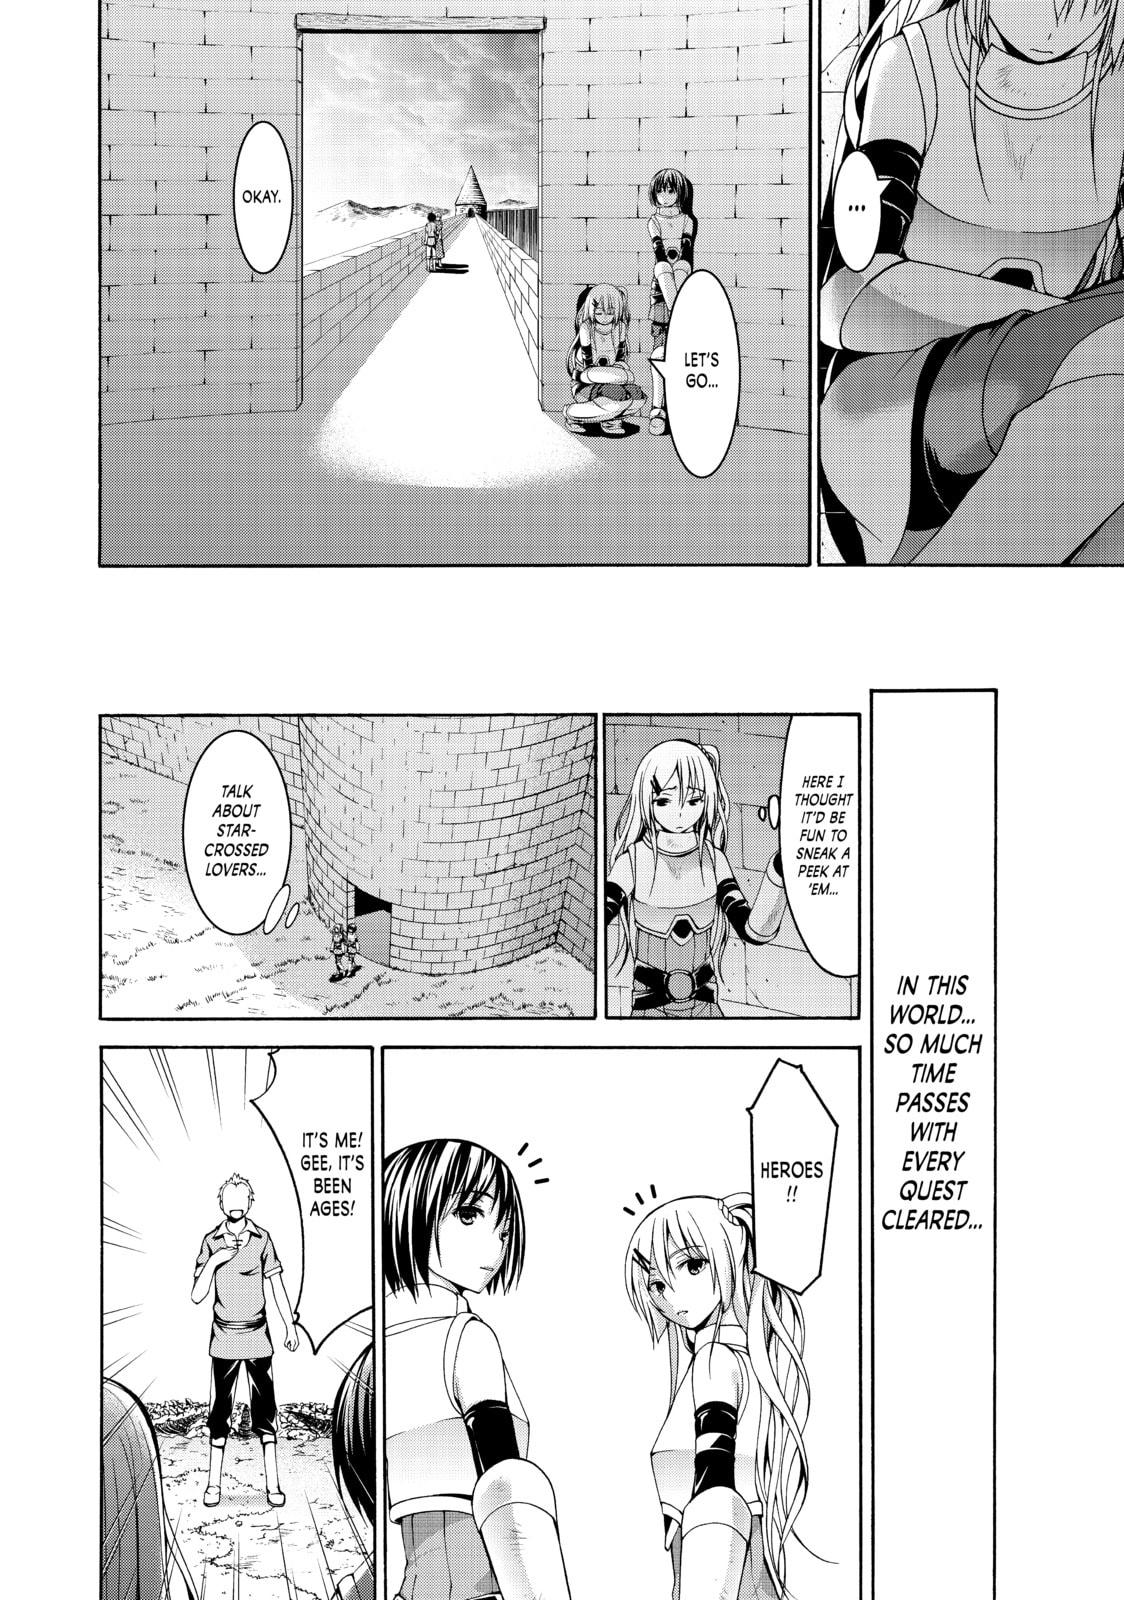 ...
LET'S
GO...
OKAY.
IN THIS
WORLD...
SO MUCH
TIME
PASSES
WITH
EVERY
QUEST
CLEARED...
HERE I
THOUGHT
IT'D BE
FUN TO
SNEAK A
PEEK AT
'EM...
TALK
ABOUT
STAR-
CROSSED
LOVERS...
HEROES
!!
IT'S ME!
GEE, IT'S
BEEN
AGES!